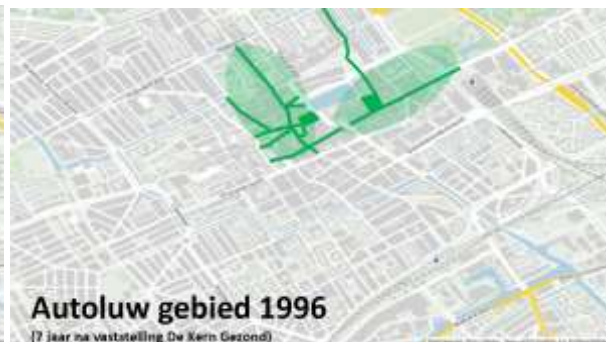 Autoluw gebied 1996
(7 jaar na vaststelling De Kern Gezond)